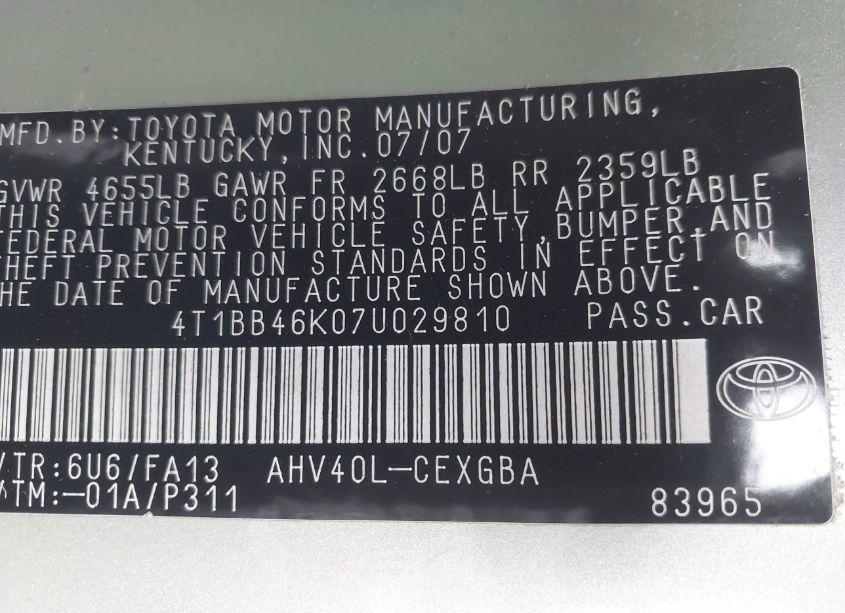 MFD. BY: TOYOTA MOTOR MANUFACTURING,
KENTUCKY, INC. 07/07
GVWR 4655LB GAWR FR 2668LB RR 2359LB
THIS VEHICLE CONFORMS TO ALL APPLICABLE
FEDERAL MOTOR VEHICLE SAFETY, BUMPER, AND
THEFT PREVENTION STANDARDS IN EFFECT ON
THE DATE OF MANUFACTURE SHOWN ABOVE.
4T1BB46K07U029810 PASS. CAR
/TR:6U6/FA13 AHV40L-CEXGBA
/TM:-01A/P311 83965